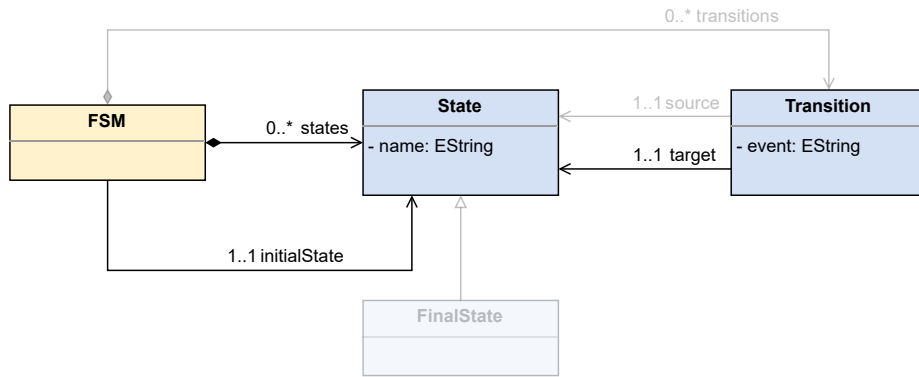 0..* transitions
FSM
State
Transition
0..* states
- name: EString
1..1 source
- event: EString
1..1 target
1..1 initialState
FinalState